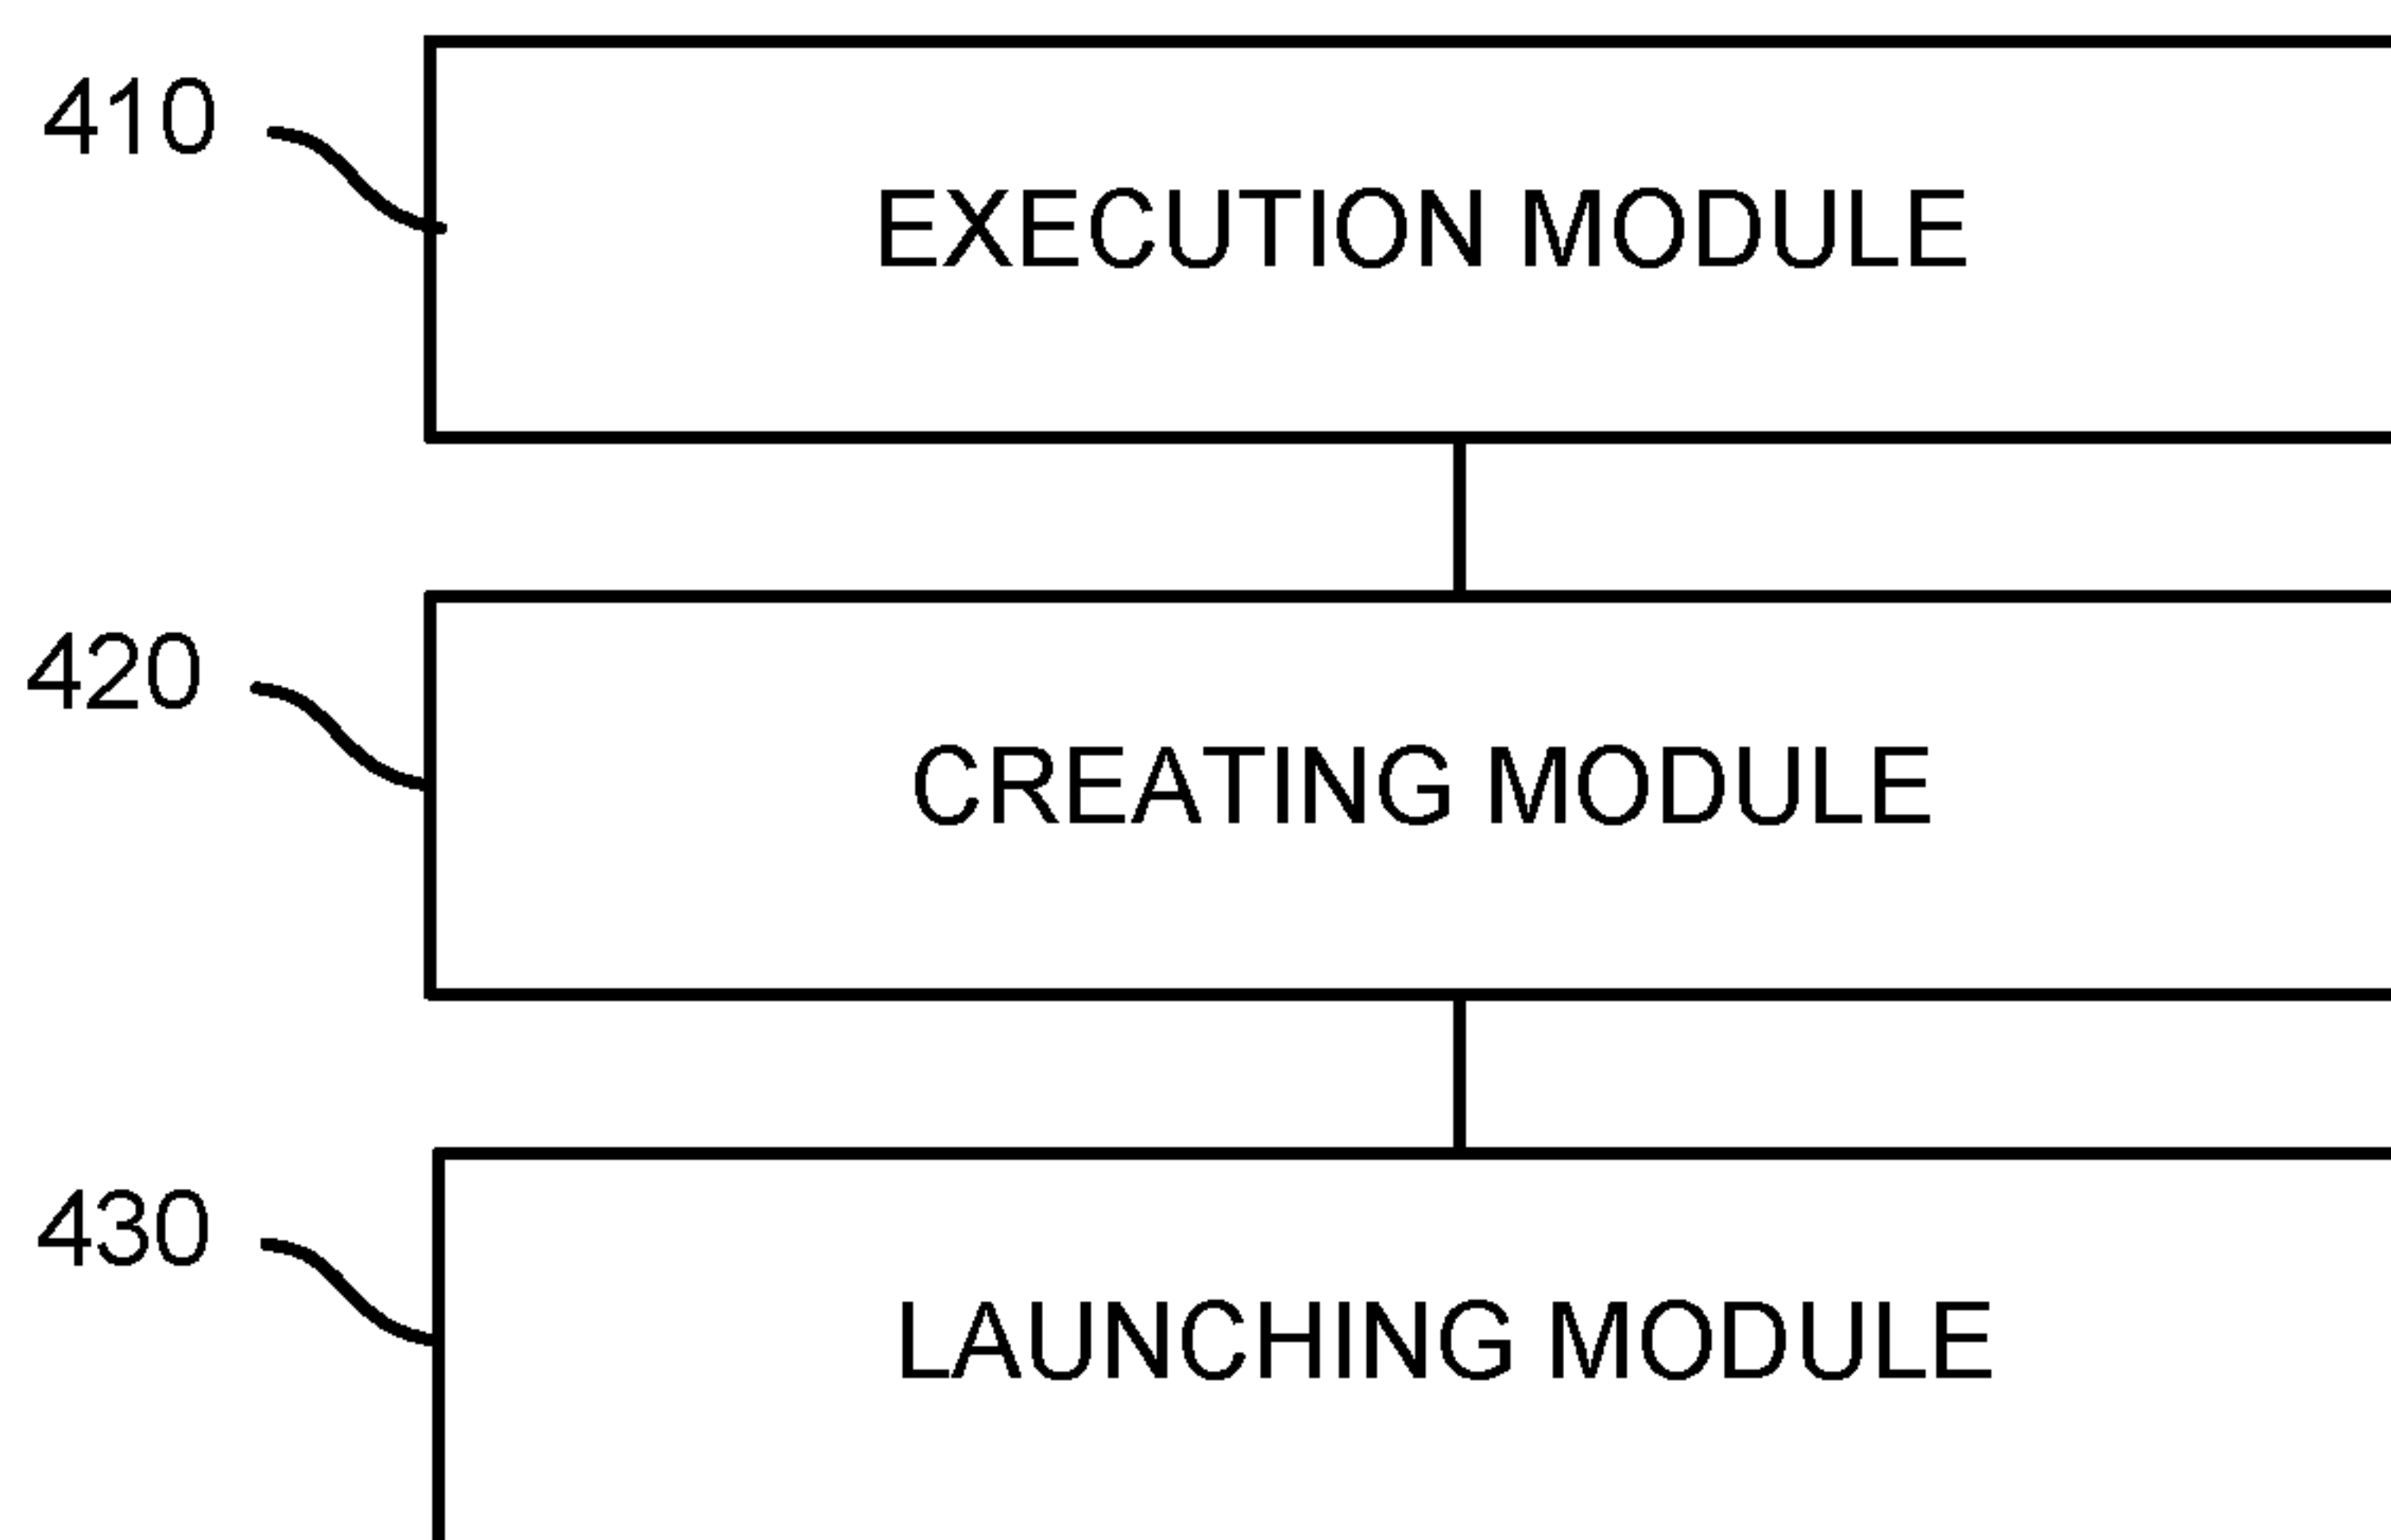 410
EXECUTION MODULE
420
CREATING MODULE
430
LAUNCHING MODULE